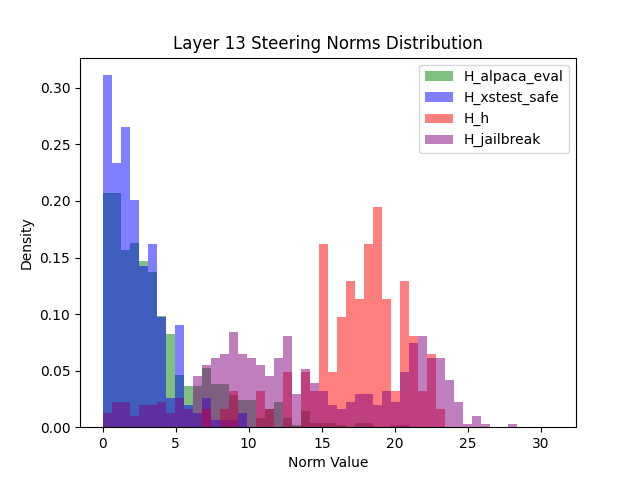 Layer 13 Steering Norms Distribution
H_alpaca_eval
H_xstest_safe
H_h
H_jailbreak
Density
0.30
0.25
0.20
0.15
0.10
0.05
0.00
0 5 10 15 20 25 30
Norm Value